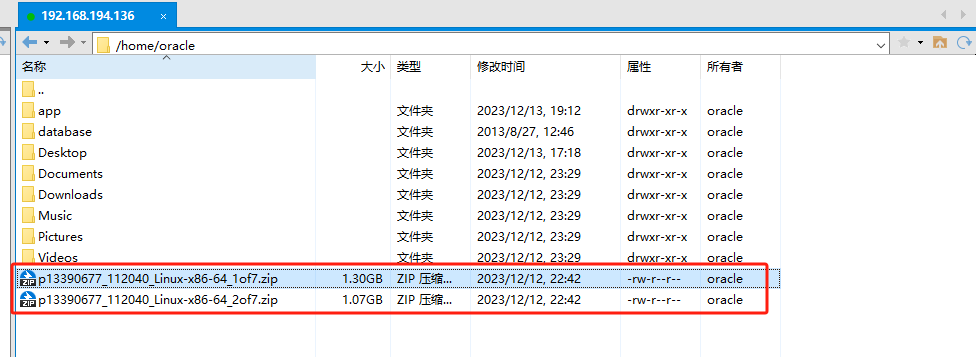 192.168.194.136 ×
/home/oracle
名称 大小 类型 修改时间 属性 所有者
..
app 文件夹 2023/12/13, 19:12 drwxr-xr-x oracle
database 文件夹 2013/8/27, 12:46 drwxr-xr-x oracle
Desktop 文件夹 2023/12/13, 17:18 drwxr-xr-x oracle
Documents 文件夹 2023/12/12, 23:29 drwxr-xr-x oracle
Downloads 文件夹 2023/12/12, 23:29 drwxr-xr-x oracle
Music 文件夹 2023/12/12, 23:29 drwxr-xr-x oracle
Pictures 文件夹 2023/12/12, 23:29 drwxr-xr-x oracle
Videos 文件夹 2023/12/12, 23:29 drwxr-xr-x oracle
ZIP p13390677_112040_Linux-x86-64_1of7.zip 1.30GB ZIP 压缩... 2023/12/12, 22:42 -rw-r--r-- oracle
ZIP p13390677_112040_Linux-x86-64_2of7.zip 1.07GB ZIP 压缩... 2023/12/12, 22:42 -rw-r--r-- oracle